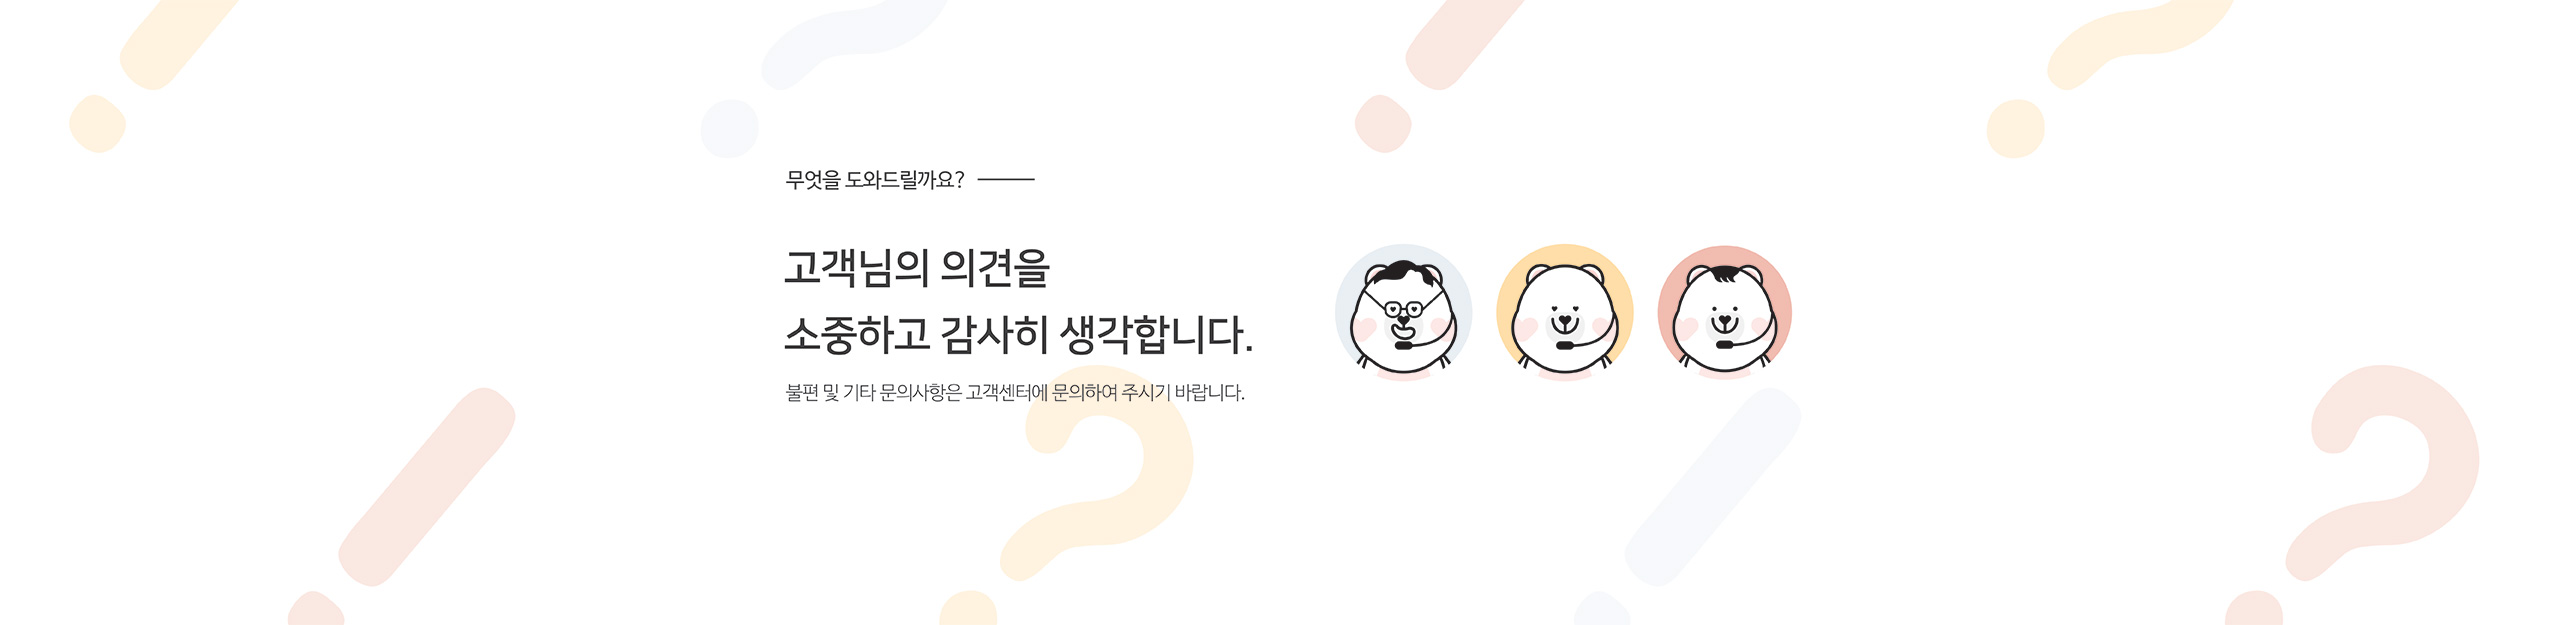 무엇을 도와드릴까요?
고객님의 의견을
소중하고 감사히 생각합니다.
불편 및 기타 문의사항은 고객센터에 문의하여 주시기 바랍니다.